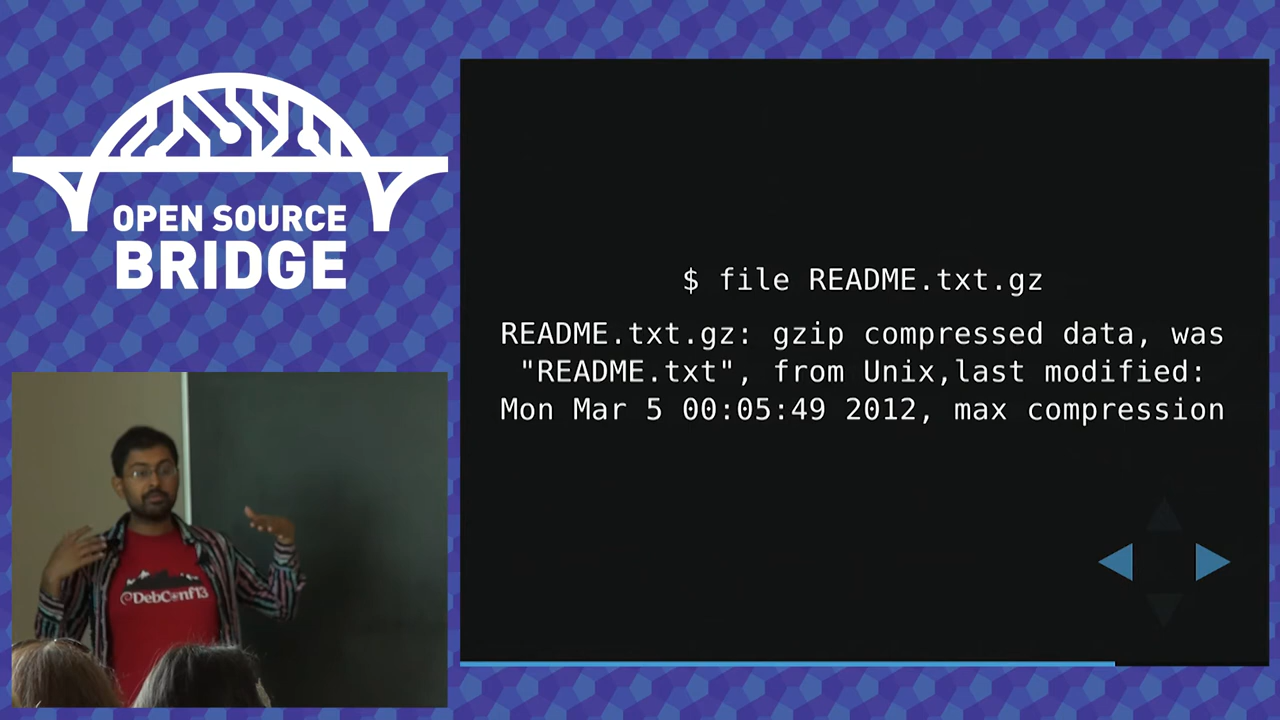 OPEN SOURCE
BRIDGE
$ file README.txt.gz
README.txt.gz: gzip compressed data, was
"README.txt", from Unix,last modified:
Mon Mar 5 00:05:49 2012, max compression
@DebConf13